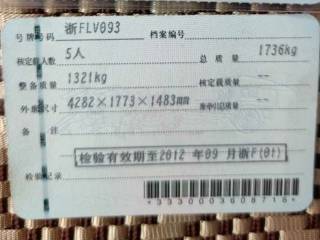 号牌号码 浙FLV093 档案编号
核定载人数 5人 总质量 1736kg
整备质量 1321kg 核定载质量 --
外廓尺寸 4282×1773×1483mm 准牵引总质量 --
备注
检验有效期至2012年09月浙F(01)
检验记录
*3330003608718*